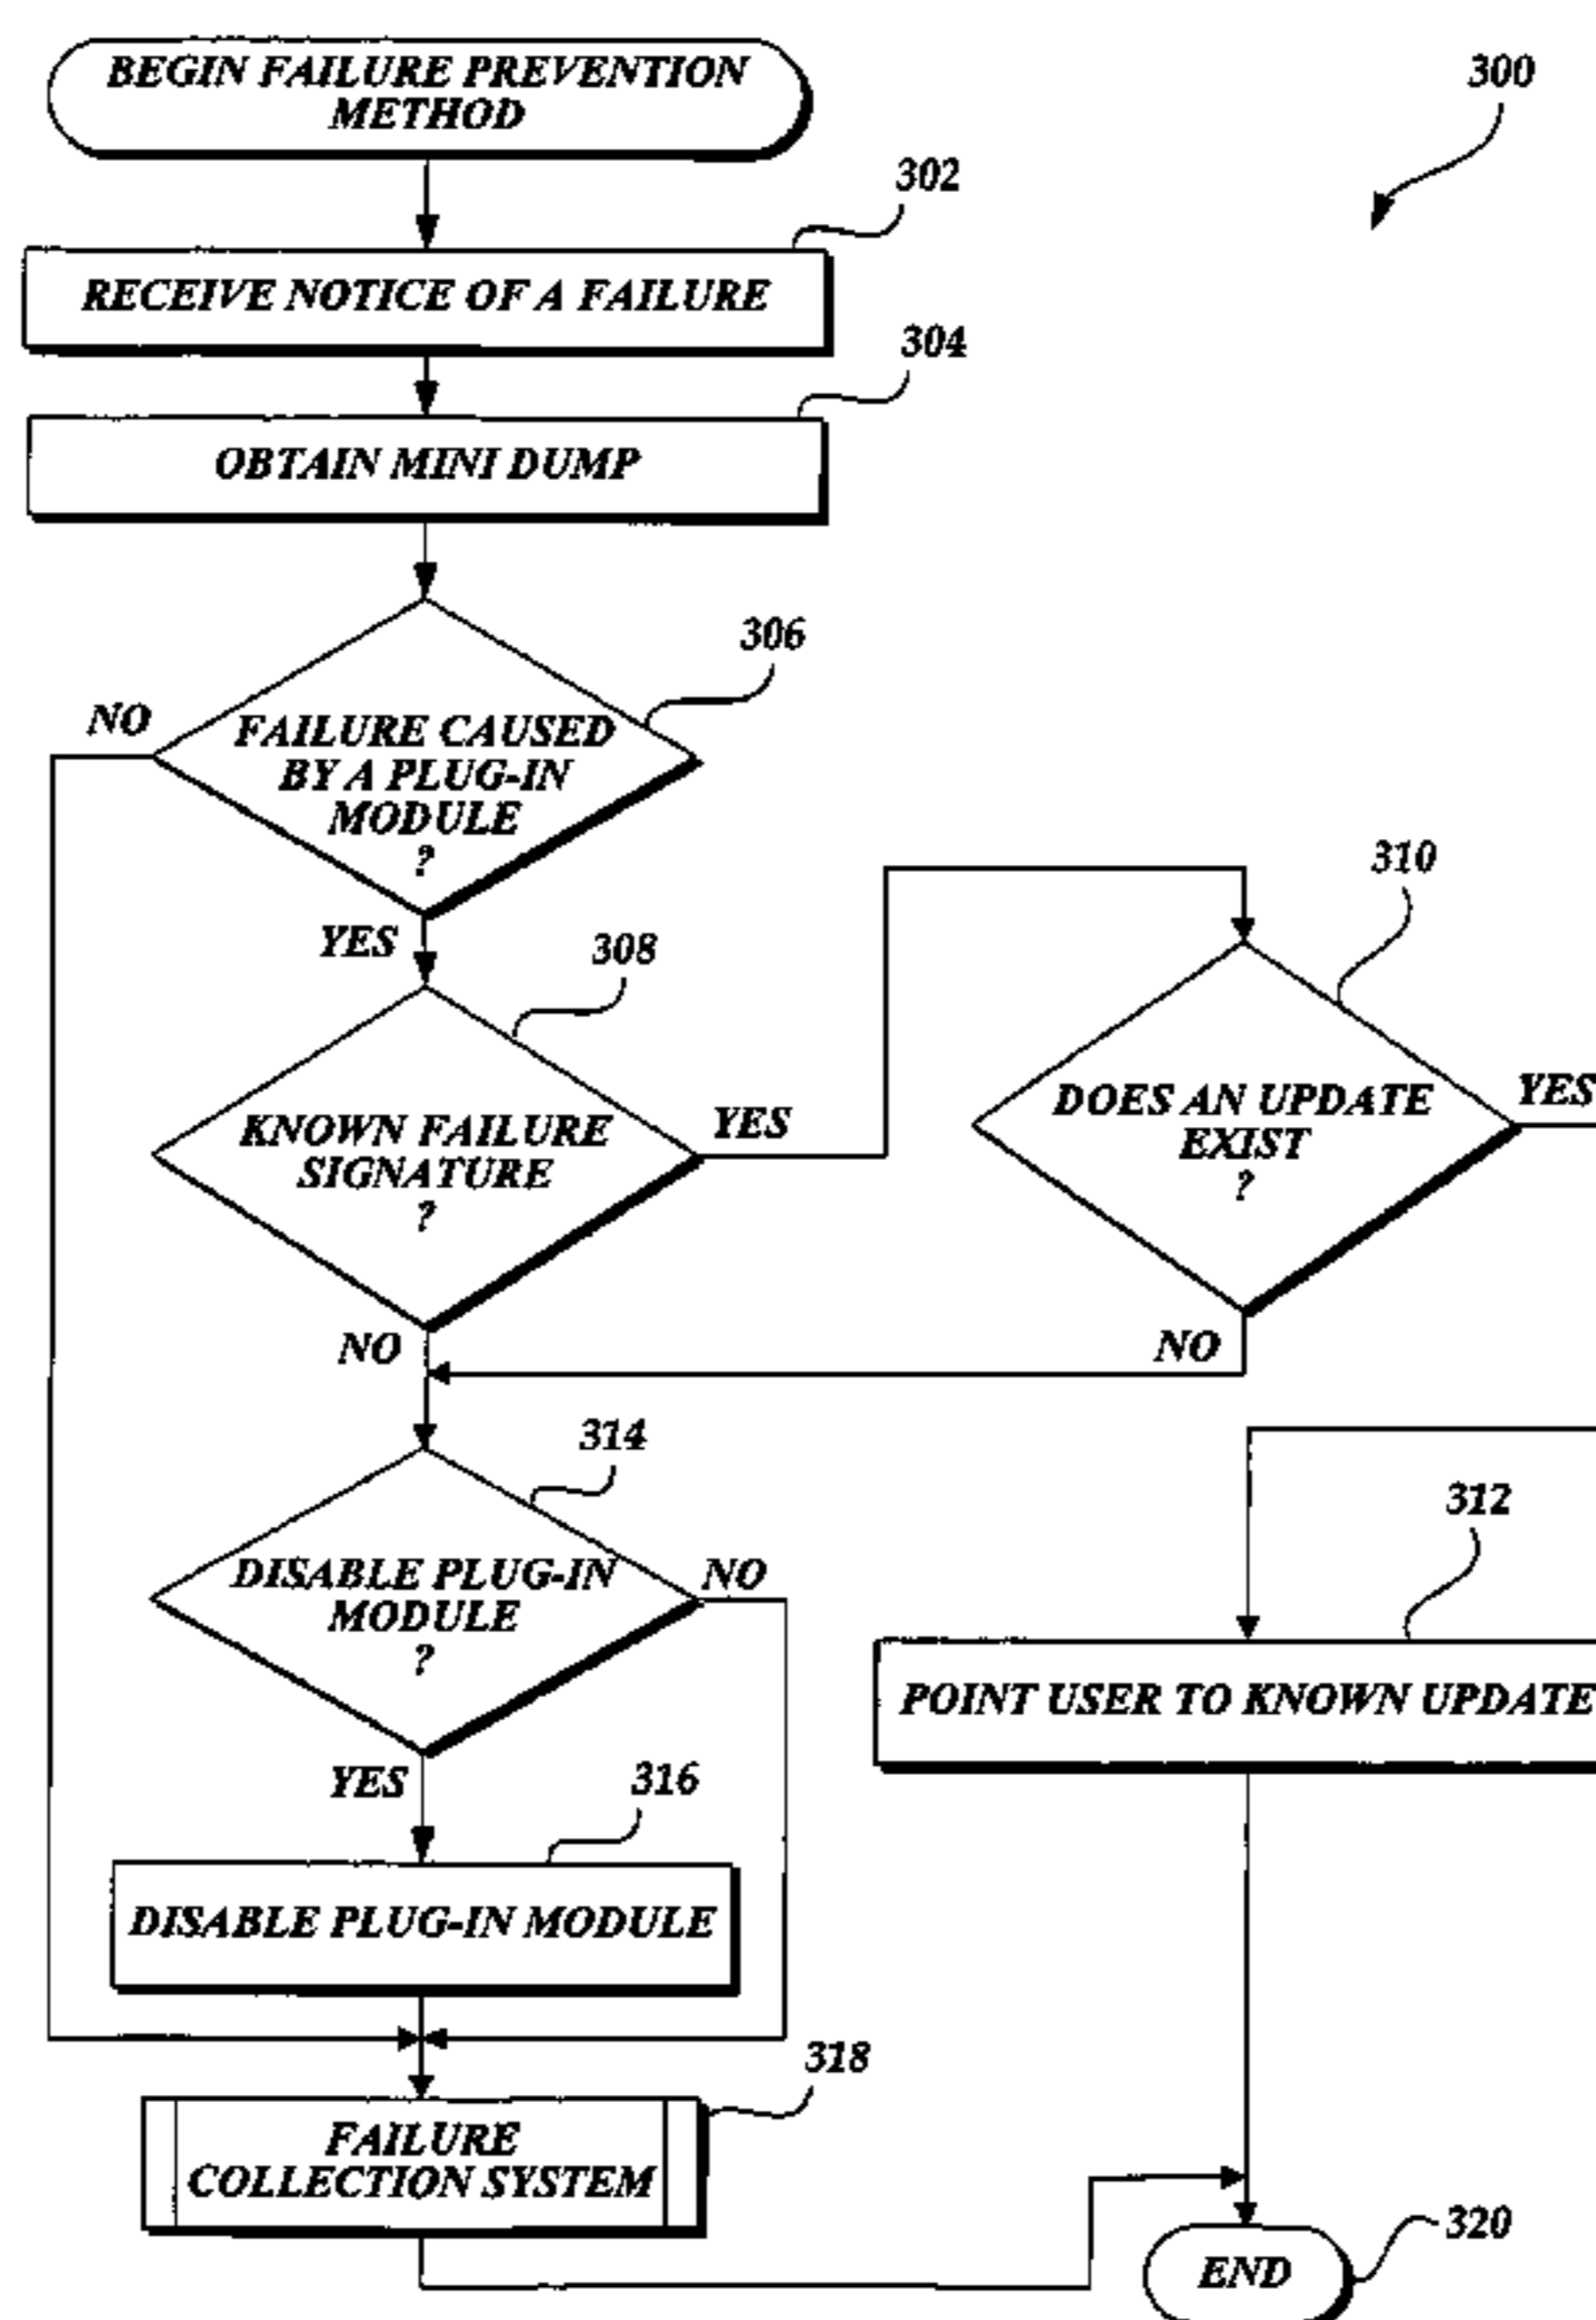 BEGIN FAILURE PREVENTION
METHOD
300
302
RECEIVE NOTICE OF A FAILURE
304
OBTAIN MINI DUMP
306
NO
FAILURE CAUSED
BY A PLUG-IN
MODULE
?
YES
308
310
KNOWN FAILURE
SIGNATURE
?
YES
DOES AN UPDATE
EXIST
?
YES
NO
NO
314
312
DISABLE PLUG-IN
MODULE
?
NO
POINT USER TO KNOWN UPDATE
YES
316
DISABLE PLUG-IN MODULE
318
FAILURE
COLLECTION SYSTEM
320
END